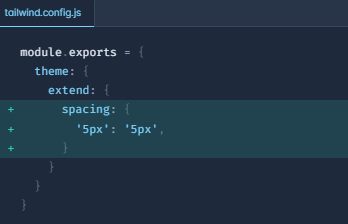 tailwind.config.js
module.exports = {
theme: {
extend: {
+ spacing: {
+ '5px': '5px',
+ }
}
}
}